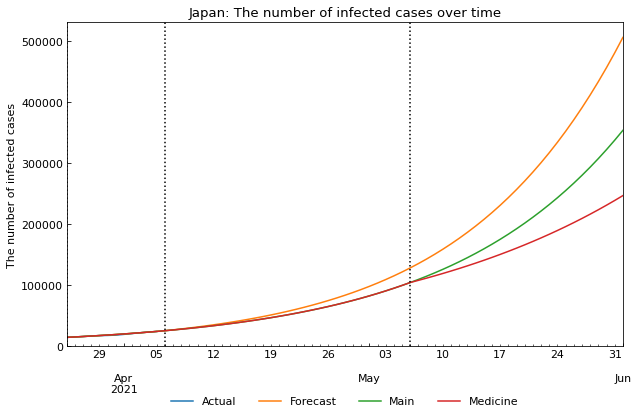 Japan: The number of infected cases over time
The number of infected cases
500000
400000
300000
200000
100000
0
29 05 12 19 26 03 10 17 24 31
Apr May Jun
2021
Actual Forecast Main Medicine